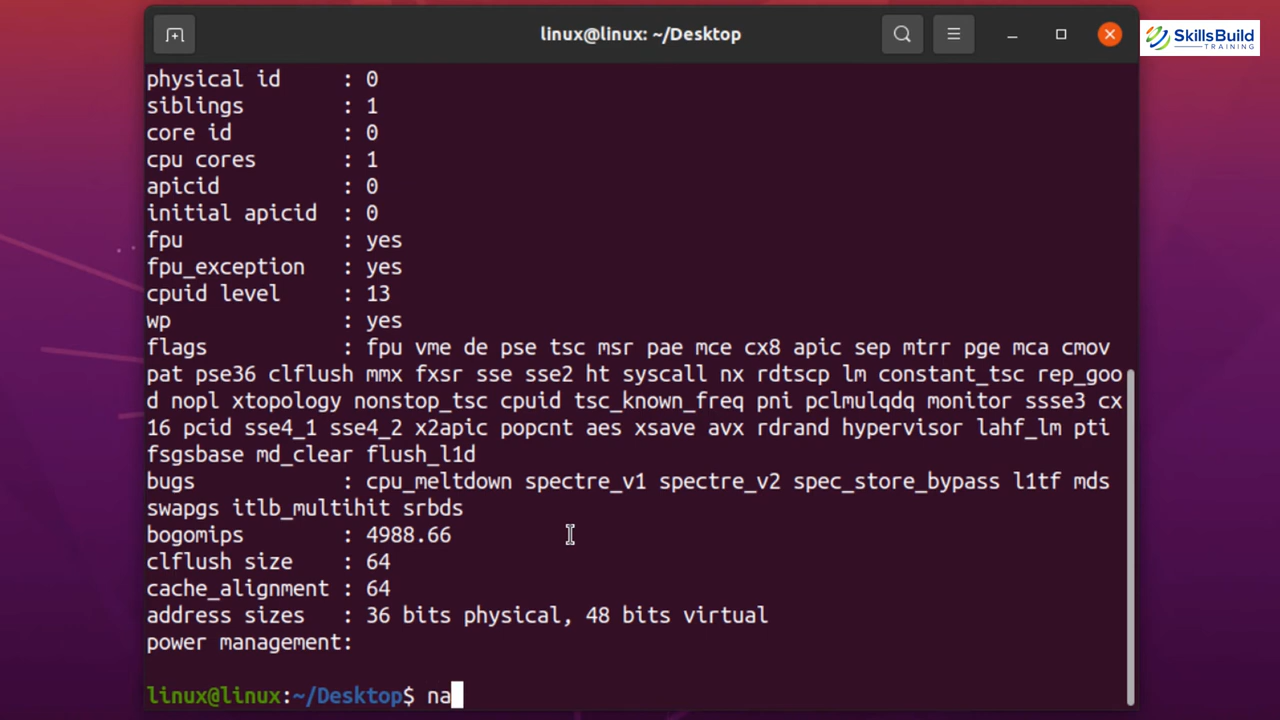 linux@linux: ~/Desktop
SkillsBuild
TRAINING
physical id : 0
siblings : 1
core id : 0
cpu cores : 1
apicid : 0
initial apicid : 0
fpu : yes
fpu_exception : yes
cpuid level : 13
wp : yes
flags : fpu vme de pse tsc msr pae mce cx8 apic sep mtrr pge mca cmov
pat pse36 clflush mmx fxsr sse sse2 ht syscall nx rdtscp lm constant_tsc rep_goo
d nopl xtopology nonstop_tsc cpuid tsc_known_freq pni pclmulqdq monitor ssse3 cx
16 pcid sse4_1 sse4_2 x2apic popcnt aes xsave avx rdrand hypervisor lahf_lm pti
fsgsbase md_clear flush_l1d
bugs : cpu_meltdown spectre_v1 spectre_v2 spec_store_bypass l1tf mds
swapgs itlb_multihit srbds
bogomips : 4988.66
clflush size : 64
cache_alignment : 64
address sizes : 36 bits physical, 48 bits virtual
power management:
linux@linux:~/Desktop$ na